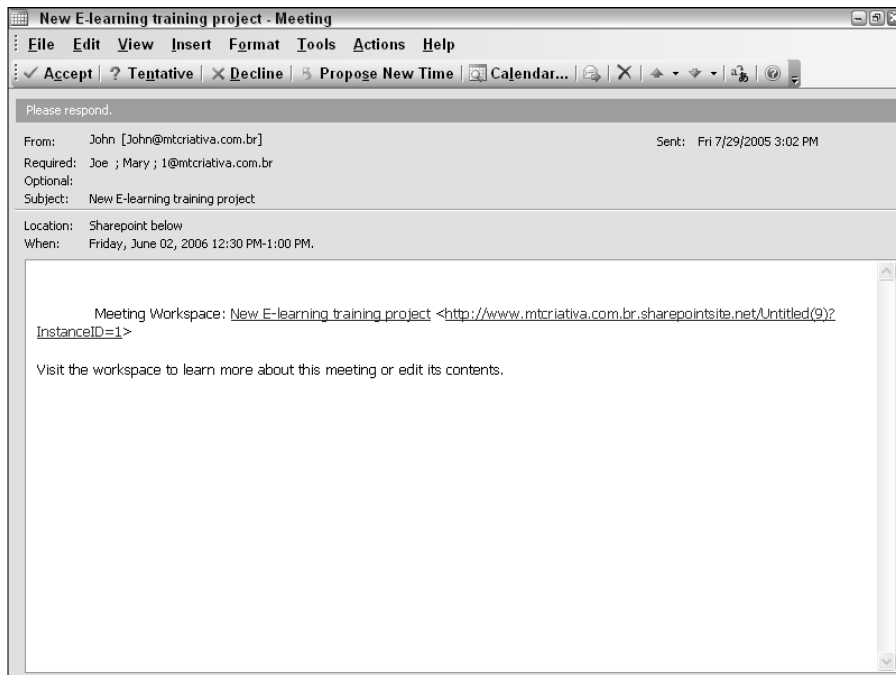 New E-learning training project - Meeting
File Edit View Insert Format Tools Actions Help
Accept ? Tentative Decline Propose New Time Calendar...
Please respond.
From: John [John@mtcriativa.com.br] Sent: Fri 7/29/2005 3:02 PM
Required: Joe ; Mary ; 1@mtcriativa.com.br
Optional:
Subject: New E-learning training project
Location: Sharepoint below
When: Friday, June 02, 2006 12:30 PM-1:00 PM.
Meeting Workspace: New E-learning training project <http://www.mtcriativa.com.br.sharepointsite.net/Untitled(9)?
InstanceID=1>
Visit the workspace to learn more about this meeting or edit its contents.